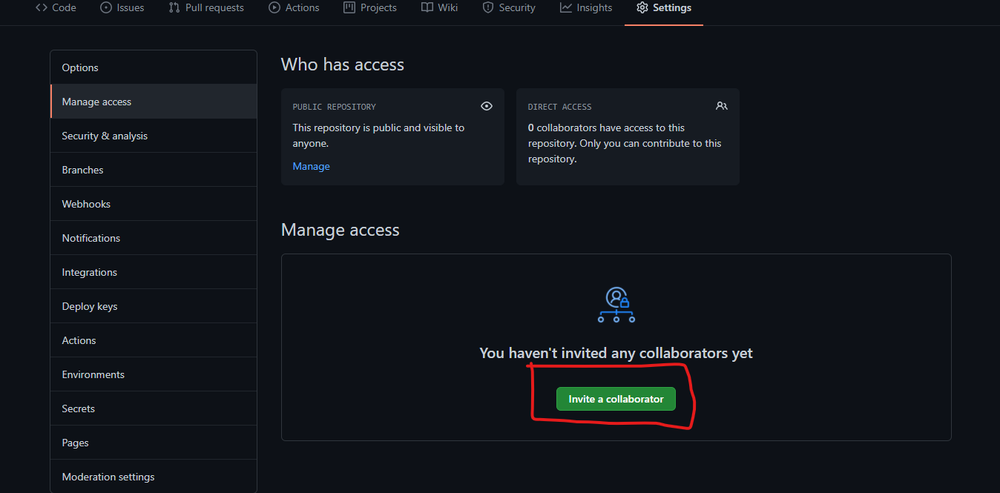 Code Issues Pull requests Actions Projects Wiki Security Insights Settings
Options
Manage access
Security & analysis
Branches
Webhooks
Notifications
Integrations
Deploy keys
Actions
Environments
Secrets
Pages
Moderation settings
Who has access
PUBLIC REPOSITORY
This repository is public and visible to
anyone.
Manage
DIRECT ACCESS
0 collaborators have access to this
repository. Only you can contribute to this
repository.
Manage access
You haven't invited any collaborators yet
Invite a collaborator